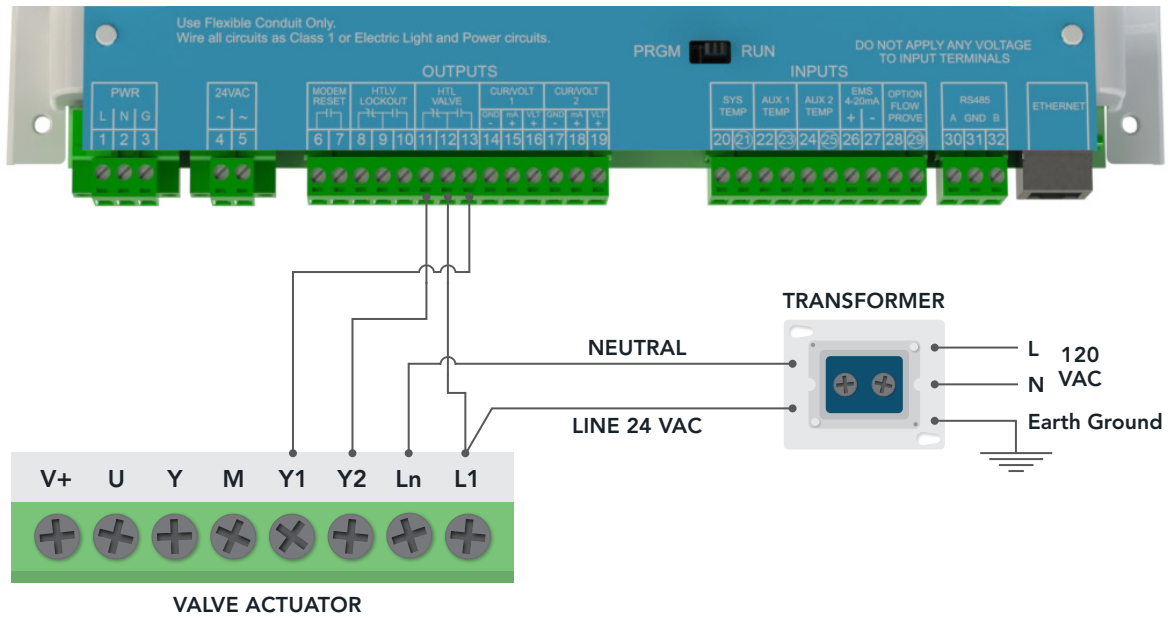 Use Flexible Conduit Only.
Wire all circuits as Class 1 or Electric Light and Power circuits.
PRGM RUN
DO NOT APPLY ANY VOLTAGE
TO INPUT TERMINALS
OUTPUTS
INPUTS
PWR
L N G
1 2 3
24VAC
~ ~
4 5
MODEM
RESET
6 7
HTLV
LOCKOUT
8 9 10
HTL
VALVE
11 12 13
CUR/VOLT
1
GND mA VLT
- + +
14 15 16
CUR/VOLT
2
GND mA VLT
- + +
17 18 19
SYS
TEMP
20 21
AUX 1
TEMP
22 23
AUX 2
TEMP
24 25
EMS
4-20mA
+ -
26 27
OPTION
FLOW
PROVE
28 29
RS485
A GND B
30 31 32
ETHERNET
TRANSFORMER
NEUTRAL
LINE 24 VAC
L
N
120
VAC
Earth Ground
V+ U Y M Y1 Y2 Ln L1
VALVE ACTUATOR